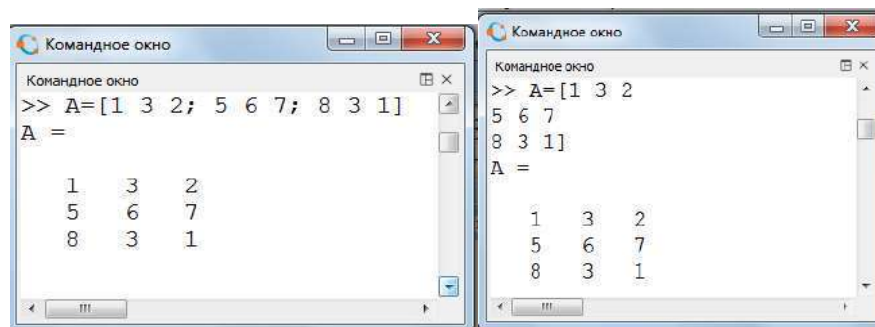 Командное окно
Командное окно
>> A=[1 3 2; 5 6 7; 8 3 1]
A =
1 3 2
5 6 7
8 3 1
Командное окно
Командное окно
>> A=[1 3 2
5 6 7
8 3 1]
A =
1 3 2
5 6 7
8 3 1